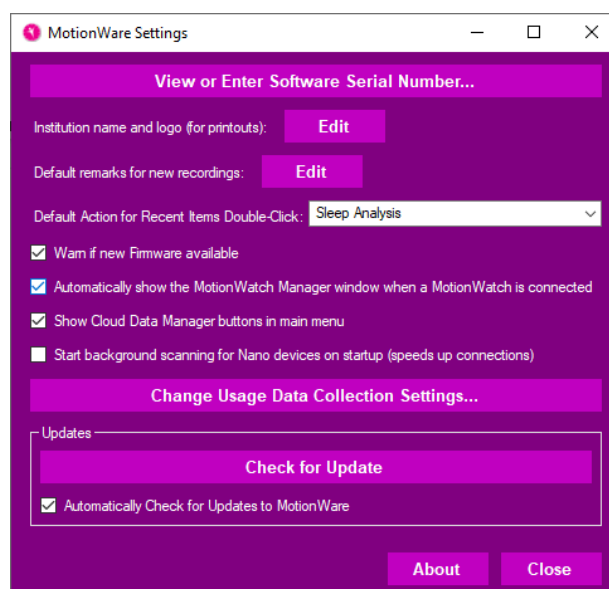 MotionWare Settings
View or Enter Software Serial Number...
Institution name and logo (for printouts): Edit
Default remarks for new recordings: Edit
Default Action for Recent Items Double-Click: Sleep Analysis
Warn if new Firmware available
Automatically show the MotionWatch Manager window when a MotionWatch is connected
Show Cloud Data Manager buttons in main menu
Start background scanning for Nano devices on startup (speeds up connections)
Change Usage Data Collection Settings...
Updates
Check for Update
Automatically Check for Updates to MotionWare
About Close